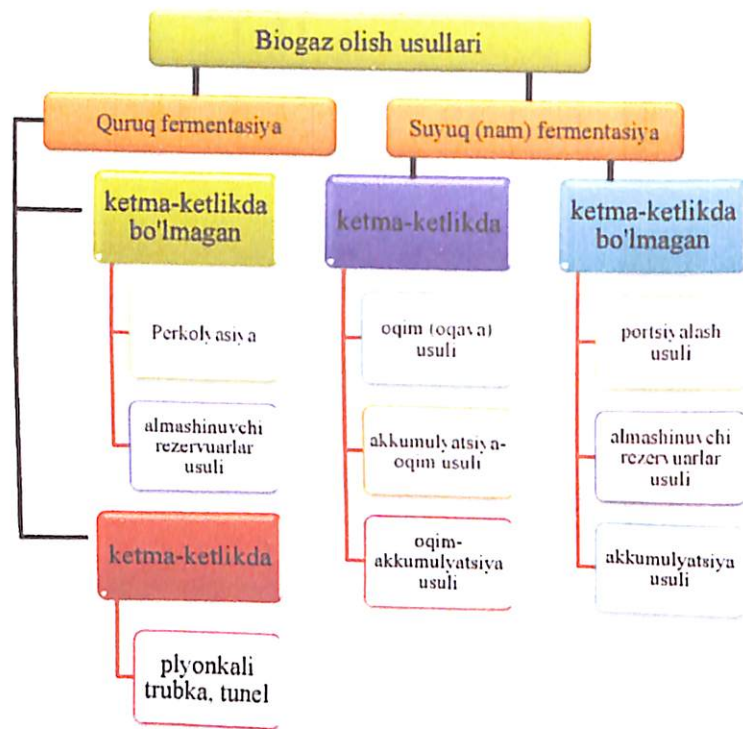 Biogaz olish usullari
Quruq fermentasiya
Suyuq (nam) fermentasiya
ketma-ketlikda
bo'lmagan
Perkolyasiya
almashinuvchi
rezervuarlar
usuli
ketma-ketlikda
plyonkali
trubka, tunel
ketma-ketlikda
oqim (oqava)
usuli
akkumulyatsiya-
oqim usuli
oqim-
akkumulyatsiya
usuli
ketma-ketlikda
bo'lmagan
portsiyalash
usuli
almashinuvchi
rezervuarlar
usuli
akkumulyatsiya
usuli